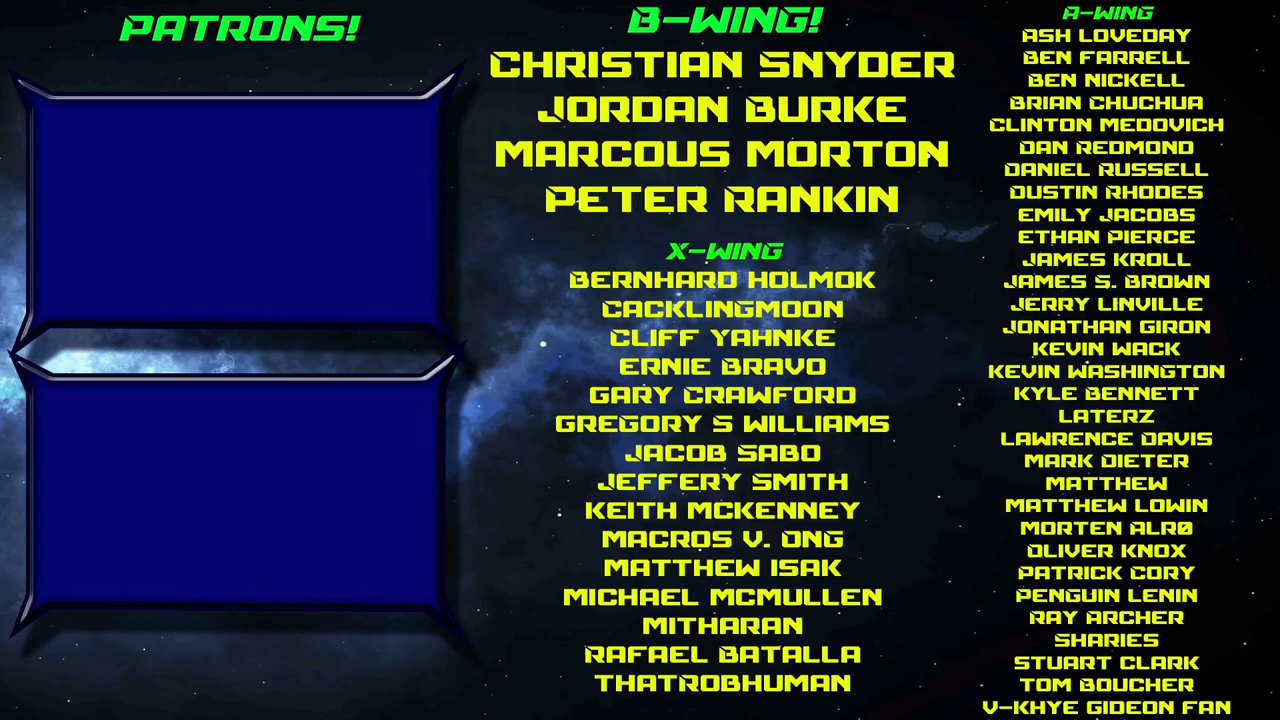 PATRONS!
B-WING!
CHRISTIAN SNYDER
JORDAN BURKE
MARCOUS MORTON
PETER RANKIN
X-WING
BERNHARD HOLMOK
CACKLINGMOON
CLIFF YAHNKE
ERNIE BRAVO
GARY CRAWFORD
GREGORY S WILLIAMS
JACOB SABO
JEFFERY SMITH
KEITH MCKENNEY
MACROS V. ONG
MATTHEW ISAK
MICHAEL MCMULLEN
MITHARAN
RAFAEL BATALLA
THATROBHUMAN
A-WING
ASH LOVEDAY
BEN FARRELL
BEN NICKELL
BRIAN CHUCHUA
CLINTON MEDOVICH
DAN REDMOND
DANIEL RUSSELL
DUSTIN RHODES
EMILY JACOBS
ETHAN PIERCE
JAMES KROLL
JAMES S. BROWN
JERRY LINVILLE
JONATHAN GIRON
KEVIN WACK
KEVIN WASHINGTON
KYLE BENNETT
LATERZ
LAWRENCE DAVIS
MARK DIETER
MATTHEW
MATTHEW LOWIN
MORTEN ALRØ
OLIVER KNOX
PATRICK CORY
PENGUIN LENIN
RAY ARCHER
SHARIES
STUART CLARK
TOM BOUCHER
V-KHYE GIDEON FAN